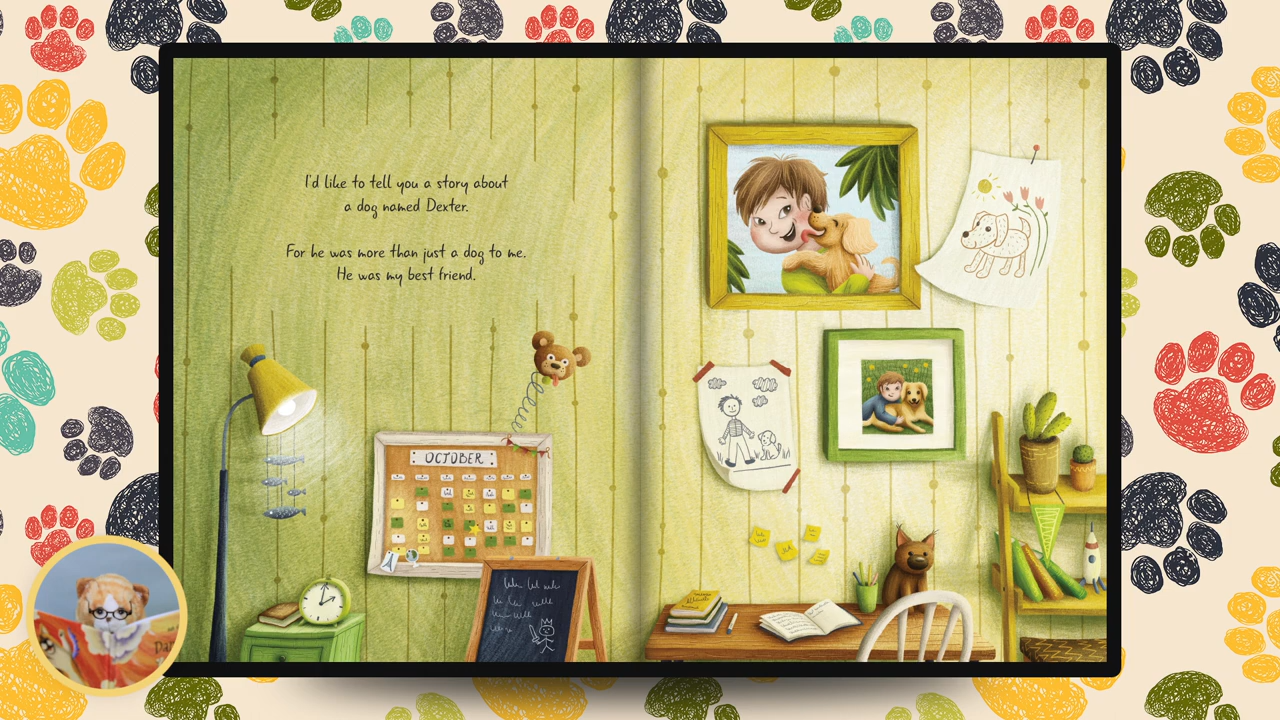 I'd like to tell you a story about
a dog named Dexter.
For he was more than just a dog to me.
He was my best friend.
OCTOBER